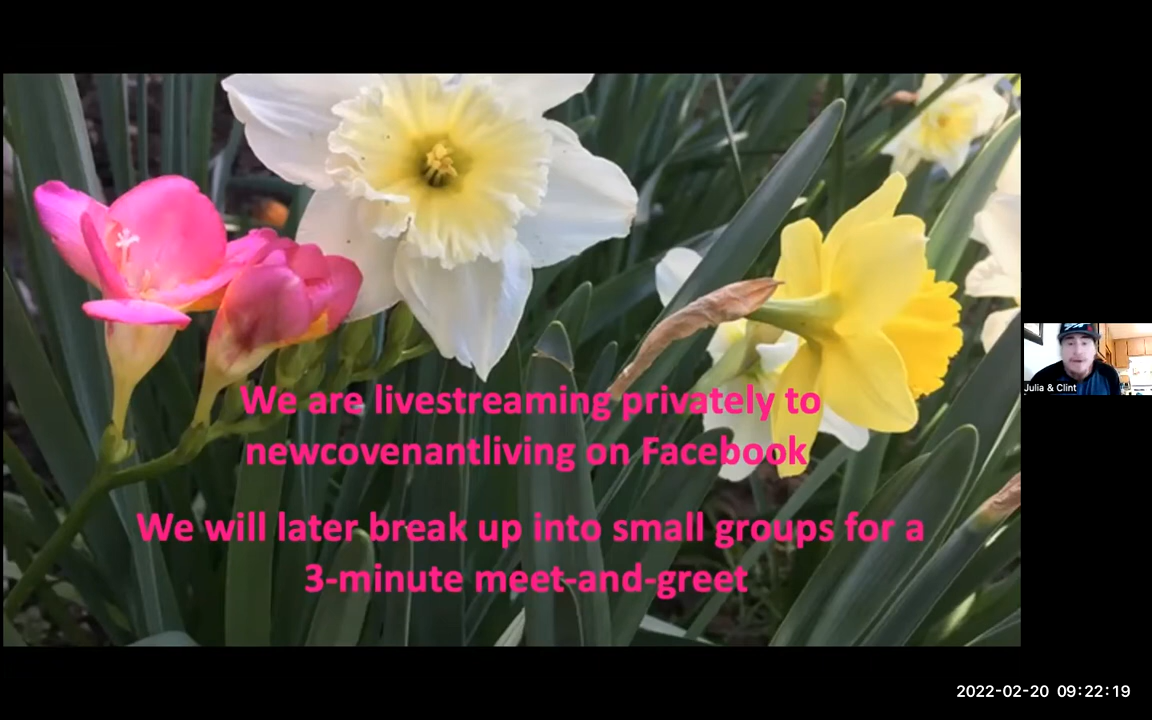 We are livestreaming privately to
newcovenantliving on Facebook
We will later break up into small groups for a
3-minute meet-and-greet
Julia & Clint
2022-02-20 09:22:19